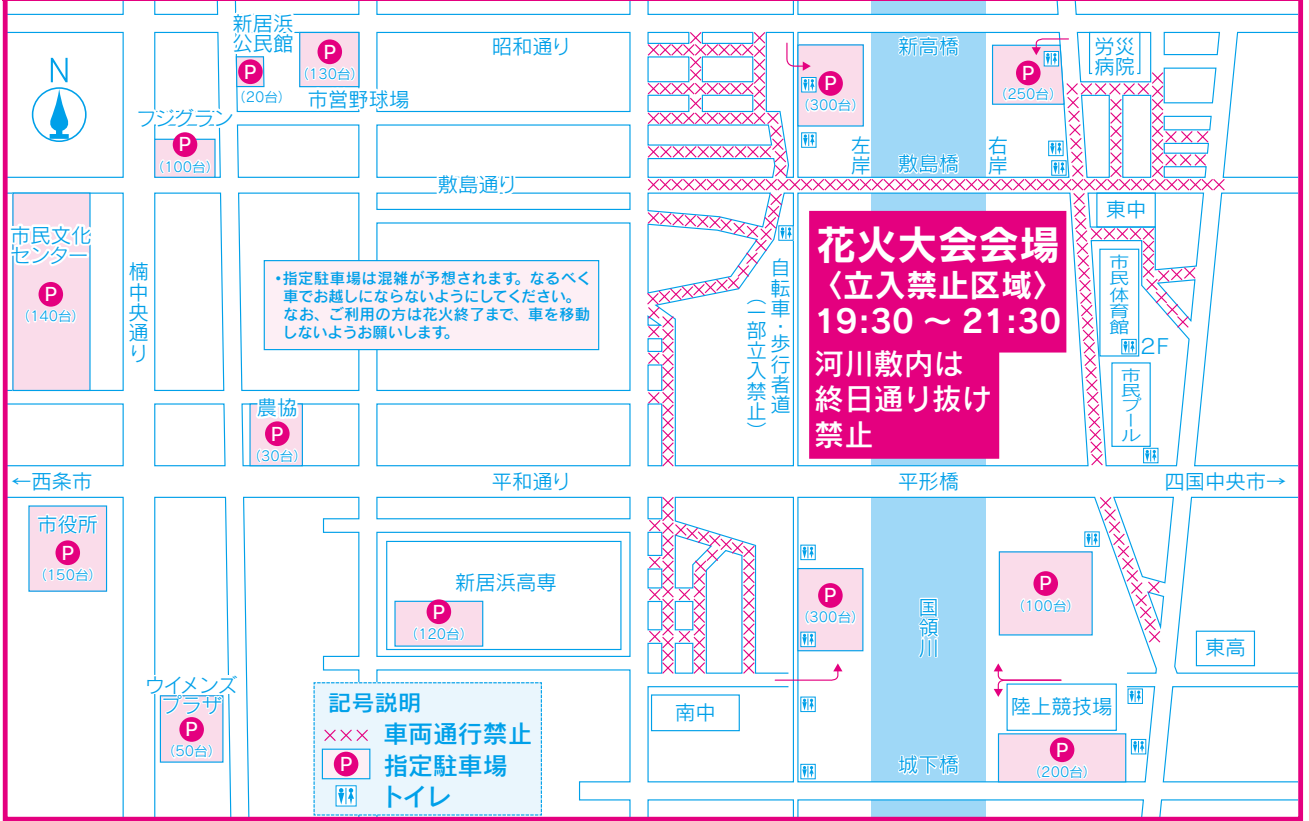 新居浜
公民館
P
(20台)
P
(130台)
市営野球場
昭和通り
新高橋
P
(300台)
P
(250台)
労災
病院
N
フジグラン
P
(100台)
左岸
敷島橋
右岸
敷島通り
市民文化
センター
P
(140台)
楠中央通り
・指定駐車場は混雑が予想されます。なるべく
車でお越しにならないようにしてください。
なお、ご利用の方は花火終了まで、車を移動
しないようお願いします。
自転車・歩行者道
(一部立入禁止)
花火大会会場
〈立入禁止区域〉
19:30 ～ 21:30
河川敷内は
終日通り抜け
禁止
東中
市民体育館
2F
市民プール
農協
P
(30台)
←西条市
平和通り
平形橋
四国中央市→
市役所
P
(150台)
新居浜高専
P
(120台)
P
(300台)
国領川
P
(100台)
東高
ウイメンズ
プラザ
P
(50台)
記号説明
××× 車両通行禁止
P 指定駐車場
トイレ
南中
陸上競技場
城下橋
P
(200台)